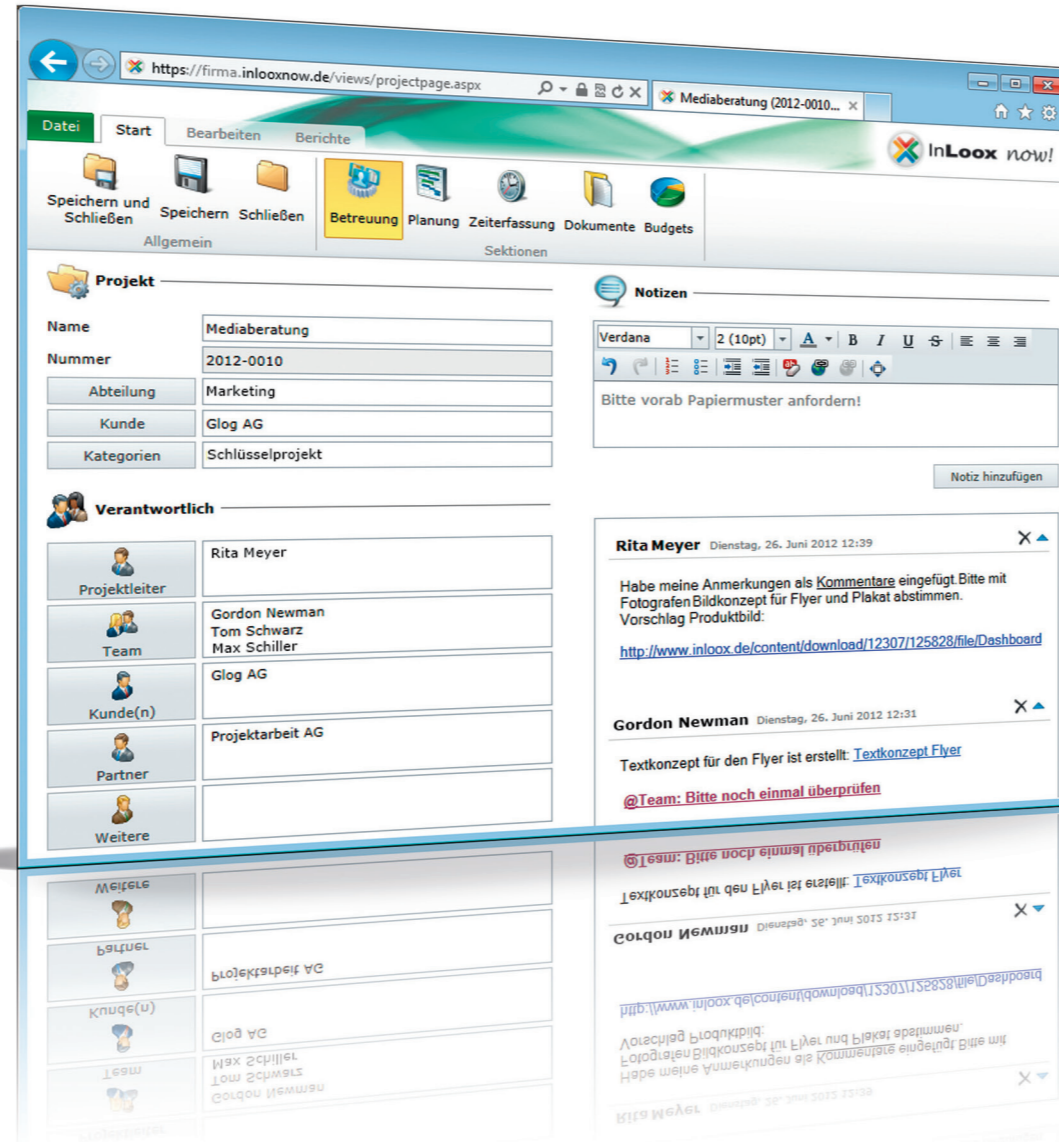 https://firma.inlooxnow.de/views/projectpage.aspx
Mediaberatung (2012-0010...
Datei Start Bearbeiten Berichte
InLoox now!
Speichern und Schließen
Speichern
Schließen
Betreuung
Planung
Zeiterfassung
Dokumente
Budgets
Allgemein
Sektionen
Projekt
Name Mediaberatung
Nummer 2012-0010
Abteilung Marketing
Kunde Glog AG
Kategorien Schlüsselprojekt
Verantwortlich
Projektleiter
Rita Meyer
Team
Gordon Newman
Tom Schwarz
Max Schiller
Kunde(n)
Glog AG
Partner
Projektarbeit AG
Weitere
Notizen
Verdana 2 (10pt) A B I U S
Bitte vorab Papiermuster anfordern!
Notiz hinzufügen
Rita Meyer Dienstag, 26. Juni 2012 12:39
Habe meine Anmerkungen als Kommentare eingefügt.Bitte mit
Fotografen Bildkonzept für Flyer und Plakat abstimmen.
Vorschlag Produktbild:
http://www.inloox.de/content/download/12307/125828/file/Dashboard
Gordon Newman Dienstag, 26. Juni 2012 12:31
Textkonzept für den Flyer ist erstellt: Textkonzept Flyer
@Team: Bitte noch einmal überprüfen